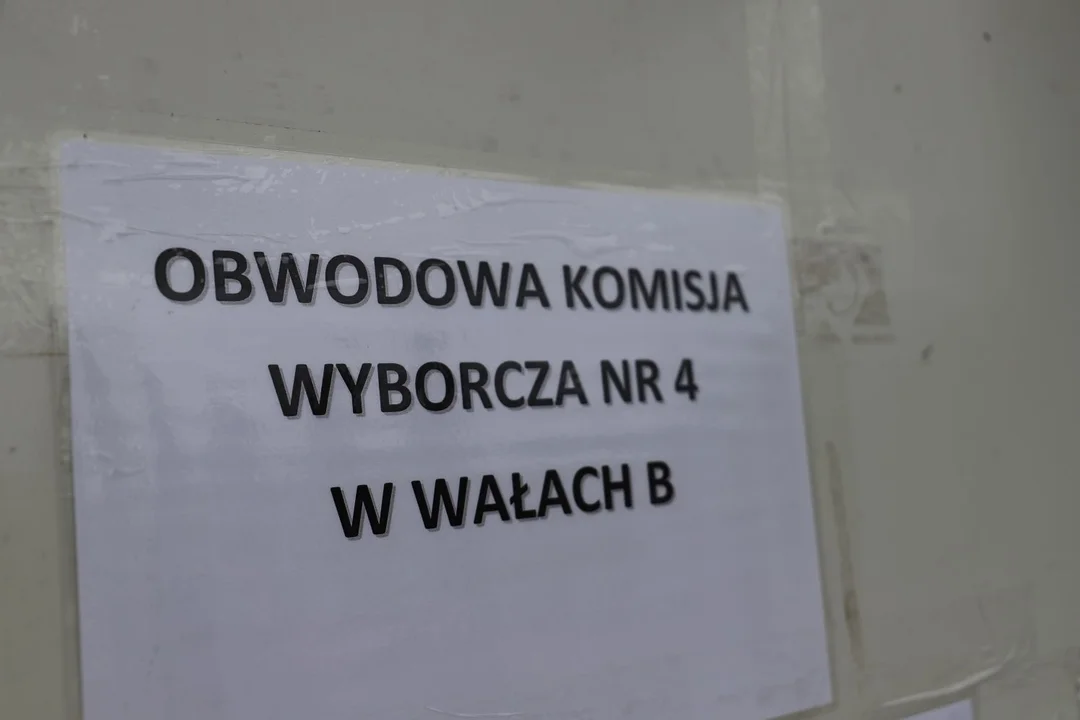 OBWODOWA KOMISJA
WYBORCZA NR 4
W WAŁACH B